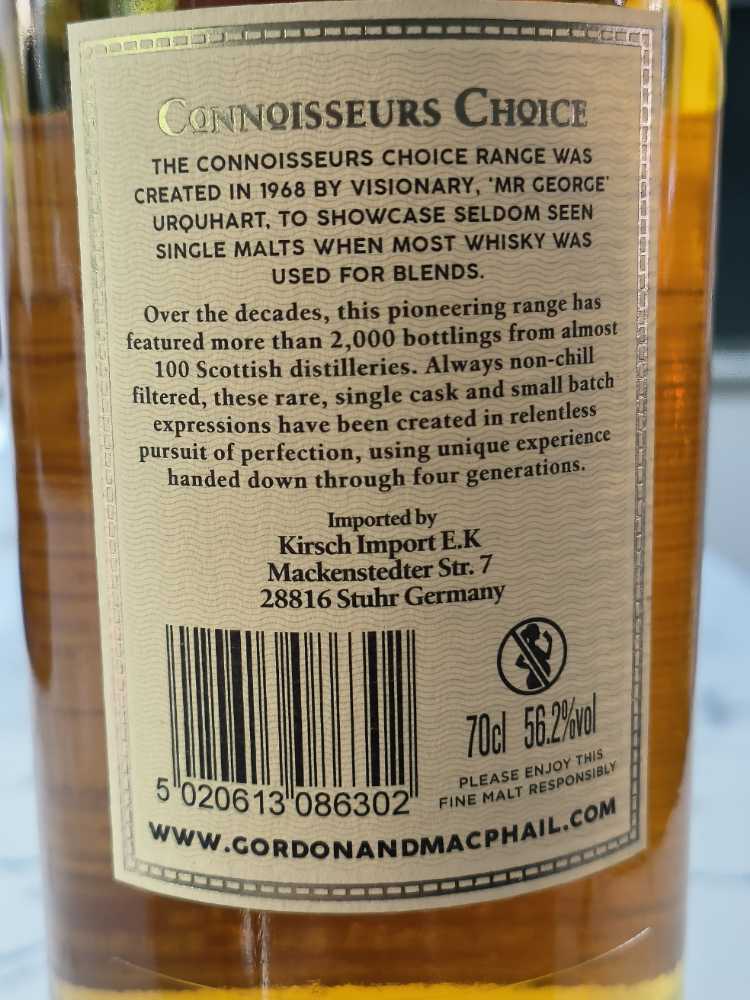 CONNOISSEURS CHOICE
THE CONNOISSEURS CHOICE RANGE WAS
CREATED IN 1968 BY VISIONARY, 'MR GEORGE'
URQUHART, TO SHOWCASE SELDOM SEEN
SINGLE MALTS WHEN MOST WHISKY WAS
USED FOR BLENDS.
Over the decades, this pioneering range has
featured more than 2,000 bottlings from almost
100 Scottish distilleries. Always non-chill
filtered, these rare, single cask and small batch
expressions have been created in relentless
pursuit of perfection, using unique experience
handed down through four generations.
Imported by
Kirsch Import E.K
Mackenstedter Str. 7
28816 Stuhr Germany
70cl 56.2%vol
PLEASE ENJOY THIS
FINE MALT RESPONSIBLY
5 020613 086302
WWW.GORDONANDMACPHAIL.COM